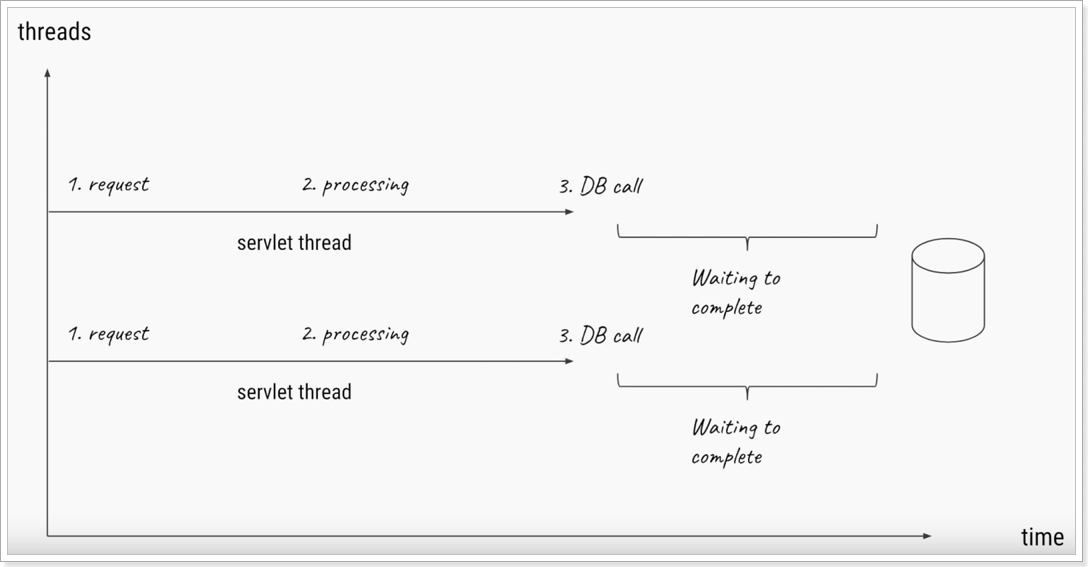 threads
1. request
2. processing
3. DB call
servlet thread
Waiting to
complete
1. request
2. processing
3. DB call
servlet thread
Waiting to
complete
time